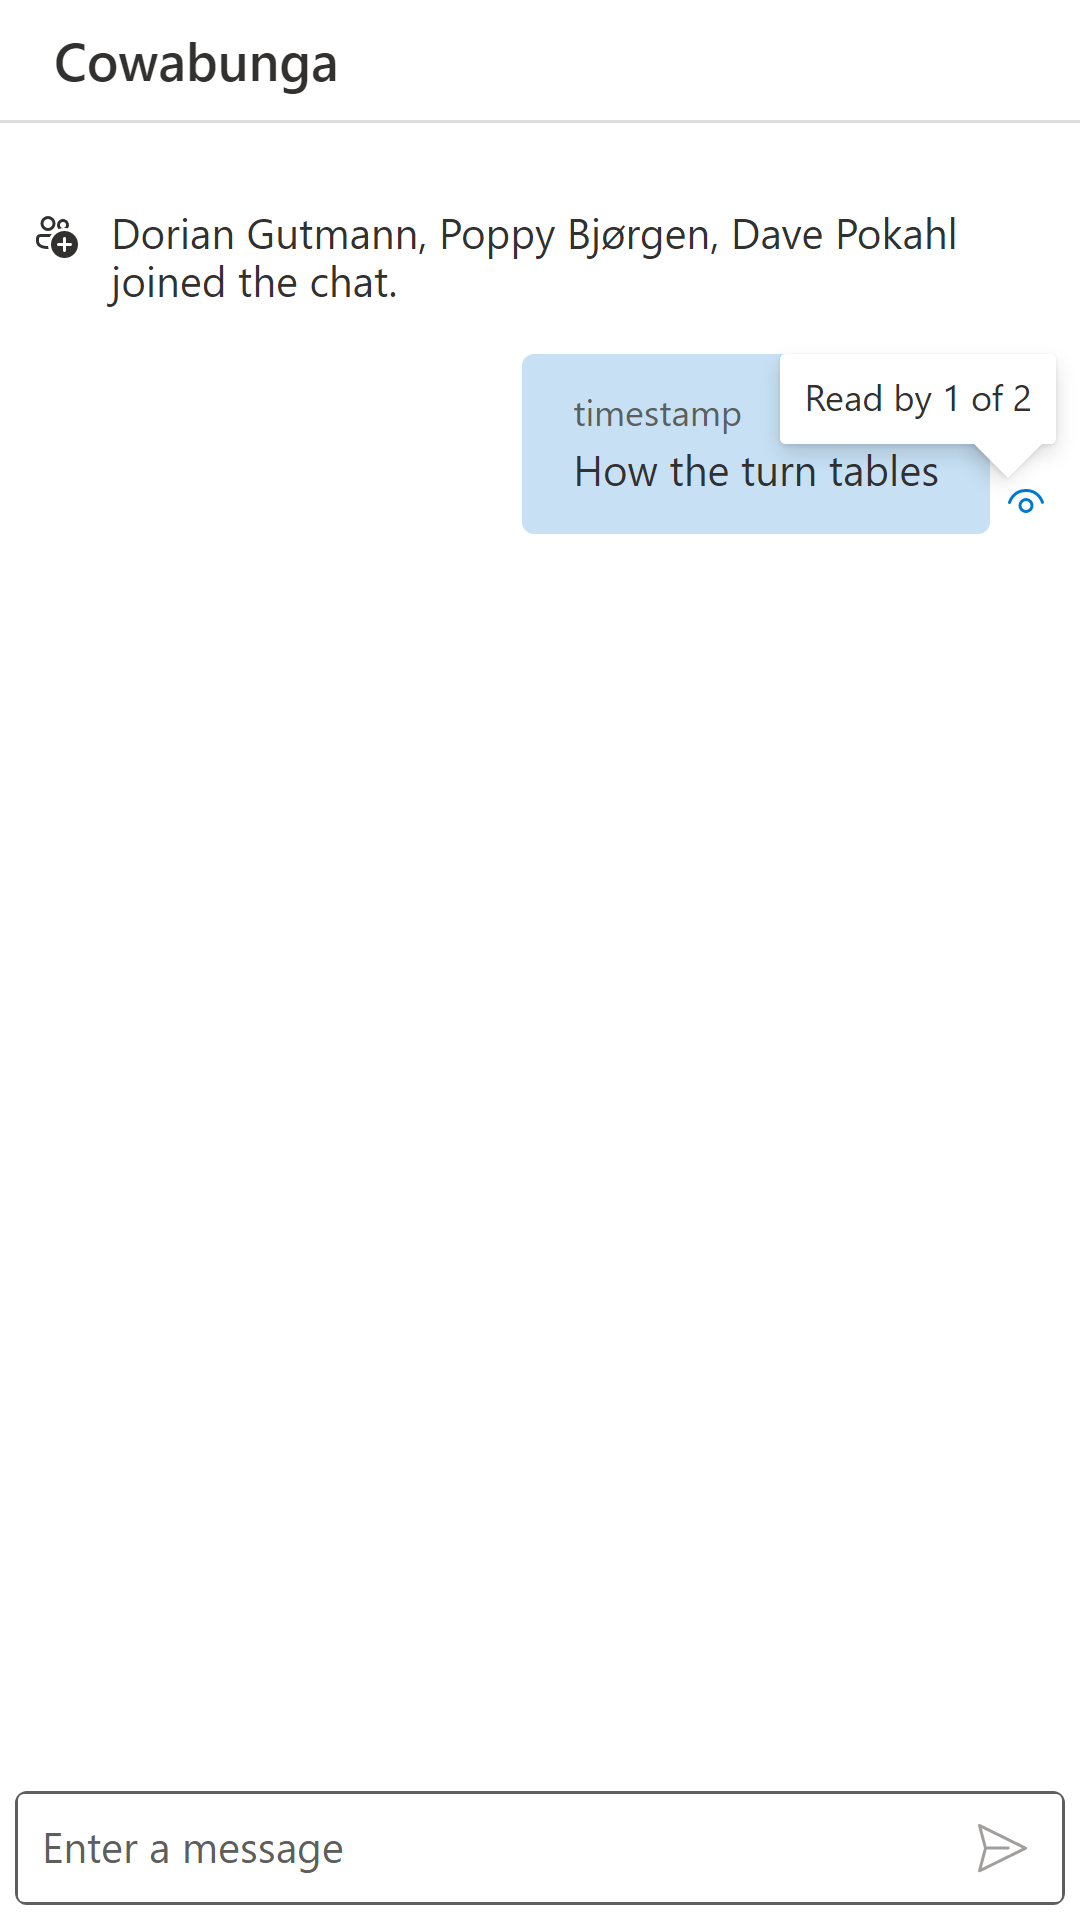 Cowabunga
Dorian Gutmann, Poppy Bjørgen, Dave Pokahl
joined the chat.
Read by 1 of 2
timestamp
How the turn tables
Enter a message